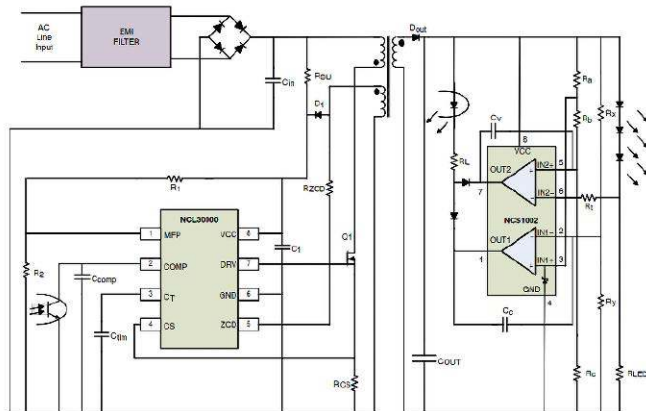 AC
Line
Input
EMI
FILTER
Cin
RBU
D1
Dout
R1
RZCD
NCL30000
1 MFP VCC 8
2 COMP DRV 7
3 CT GND 6
4 CS ZCD 5
R2
Ccomp
Ctim
C1
Q1
RCS
COUT
RL
Cv
8
VCC
OUT2
7
IN2+ 5
IN2− 6
NCS1002
OUT1
1
IN1− 2
IN1+ 3
GND
4
Cc
Ra
Rb
Rx
Ry
Rc
RLED